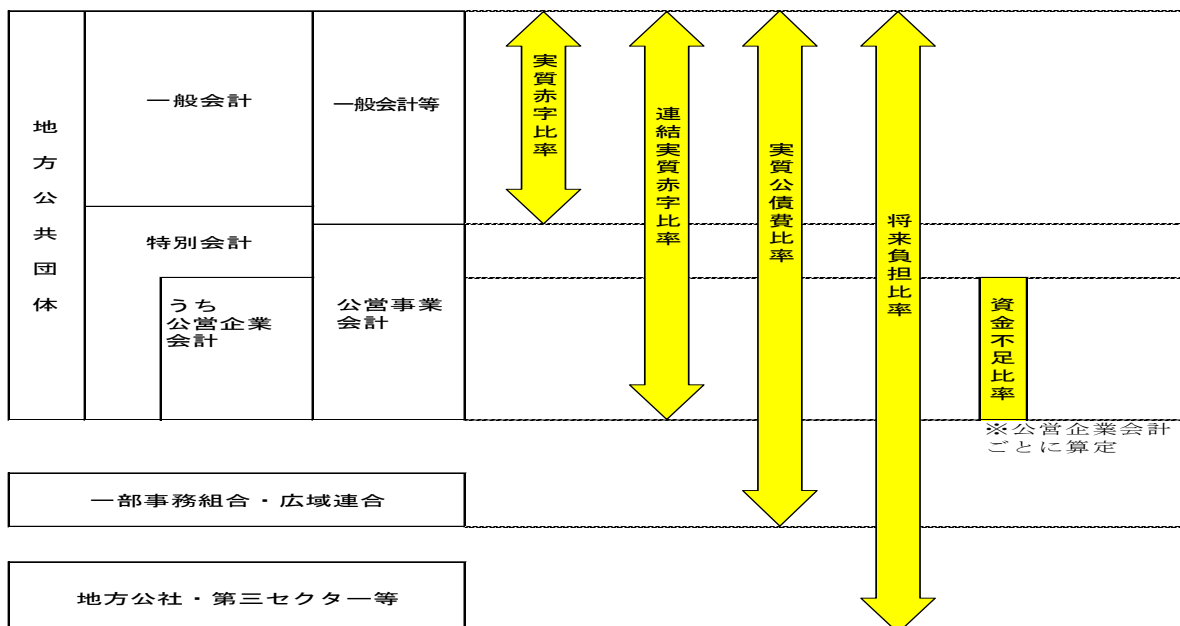 地方公共団体
一般会計
特別会計
うち
公営企業
会計
一般会計等
公営事業
会計
実質赤字比率
連結実質赤字比率
実質公債費比率
将来負担比率
資金不足比率
※公営企業会計
ごとに算定
一部事務組合・広域連合
地方公社・第三セクター等